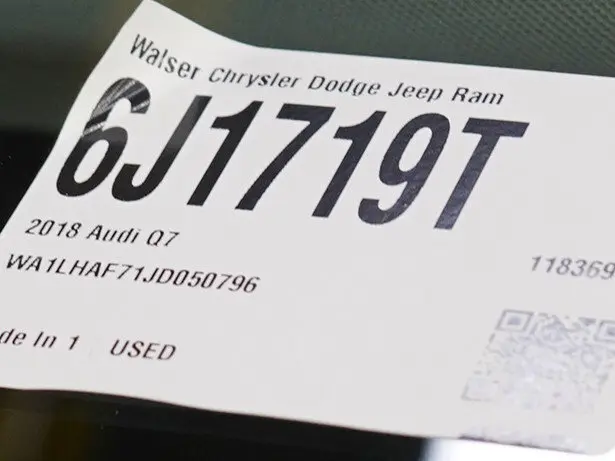 Walser Chrysler Dodge Jeep Ram
6J1719T
2018 Audi Q7
118369
WA1LHAF71JD050796
de In 1 USED